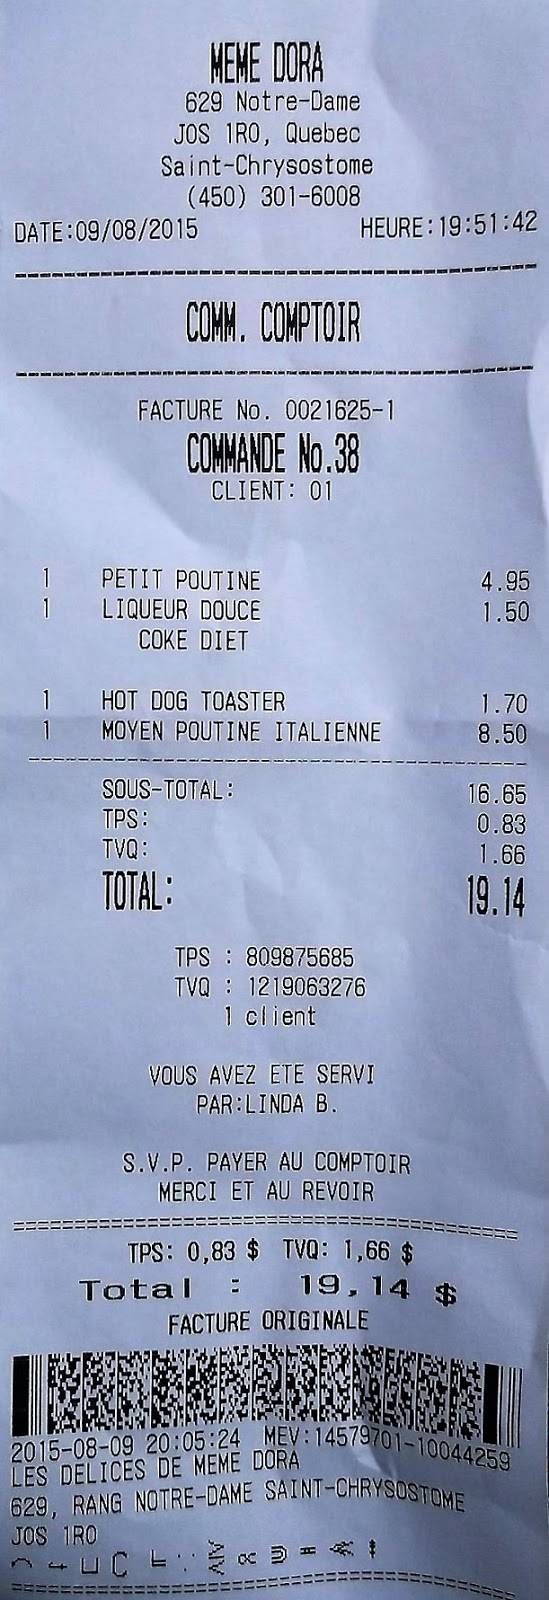 MEME DORA
629 Notre-Dame
JOS 1R0, Quebec
Saint-Chrysostome
(450) 301-6008
DATE:09/08/2015 HEURE:19:51:42
COMM. COMPTOIR
FACTURE No. 0021625-1
COMMANDE No.38
CLIENT: 01
1 PETIT POUTINE 4.95
1 LIQUEUR DOUCE 1.50
COKE DIET
1 HOT DOG TOASTER 1.70
1 MOYEN POUTINE ITALIENNE 8.50
SOUS-TOTAL: 16.65
TPS: 0.83
TVQ: 1.66
TOTAL: 19.14
TPS : 809875685
TVQ : 1219063276
1 client
VOUS AVEZ ETE SERVI
PAR:LINDA B.
S.V.P. PAYER AU COMPTOIR
MERCI ET AU REVOIR
TPS: 0,83 $ TVQ: 1,66 $
Total : 19,14 $
FACTURE ORIGINALE
2015-08-09 20:05:24 MEV:14579701-10044259
LES DELICES DE MEME DORA
629, RANG NOTRE-DAME SAINT-CHRYSOSTOME
JOS 1R0